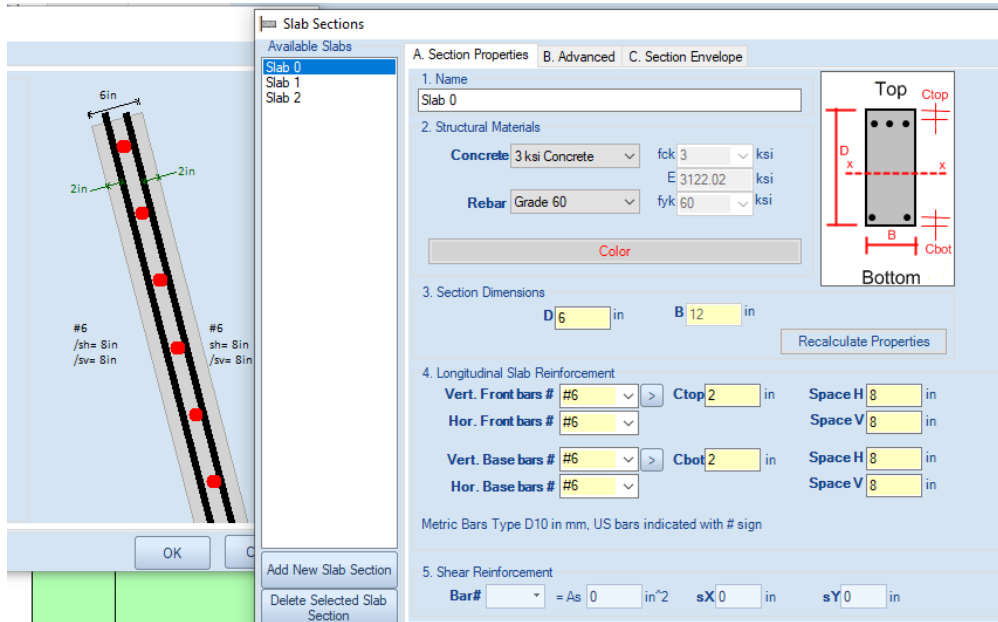 Slab Sections
Available Slabs
Slab 0
Slab 1
Slab 2
A. Section Properties B. Advanced C. Section Envelope
1. Name
Slab 0
2. Structural Materials
Concrete 3 ksi Concrete fck 3 ksi
E 3122.02 ksi
Rebar Grade 60 fyk 60 ksi
Color
Top
Ctop
D
x x
B
Cbot
Bottom
3. Section Dimensions
D 6 in B 12 in
Recalculate Properties
4. Longitudinal Slab Reinforcement
Vert. Front bars # #6 > Ctop 2 in Space H 8 in
Hor. Front bars # #6 Space V 8 in
Vert. Base bars # #6 > Cbot 2 in Space H 8 in
Hor. Base bars # #6 Space V 8 in
Metric Bars Type D10 in mm, US bars indicated with # sign
5. Shear Reinforcement
Bar# = As 0 in^2 sX 0 in sY 0 in
Add New Slab Section
Delete Selected Slab
Section
6in
2in
2in
#6
/sh= 8in
/sv= 8in
#6
sh= 8in
/sv= 8in
OK
C